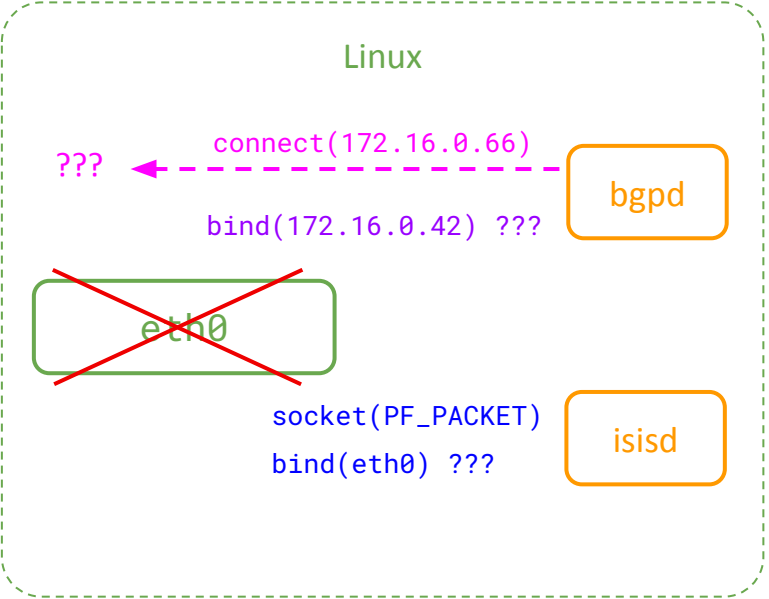 Linux
connect(172.16.0.66)
???
bgpd
bind(172.16.0.42) ???
eth0
socket(PF_PACKET)
bind(eth0) ???
isisd